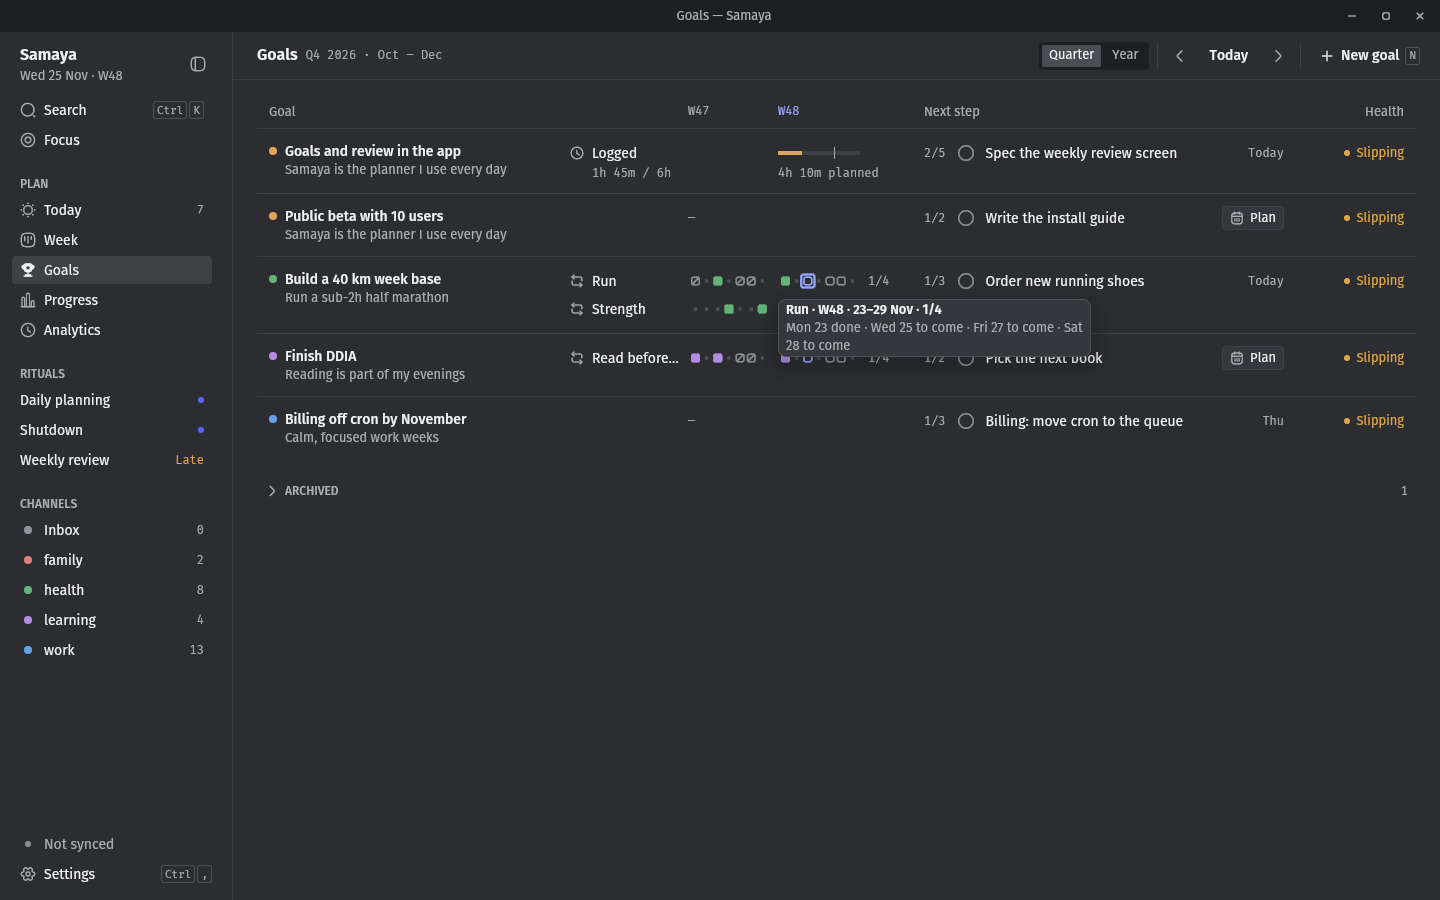 Goals — Samaya
Samaya
Wed 25 Nov · W48
Search Ctrl K
Focus
PLAN
Today 7
Week
Goals
Progress
Analytics
RITUALS
Daily planning
Shutdown
Weekly review Late
CHANNELS
Inbox 0
family 2
health 8
learning 4
work 13
Not synced
Settings Ctrl ,
Goals Q4 2026 · Oct – Dec
Quarter Year
Today
New goal N
Goal W47 W48 Next step Health
Goals and review in the app Logged 2/5 Spec the weekly review screen Today Slipping
Samaya is the planner I use every day 1h 45m / 6h 4h 10m planned
Public beta with 10 users – 1/2 Write the install guide Plan Slipping
Samaya is the planner I use every day
Build a 40 km week base Run 1/4 1/3 Order new running shoes Today Slipping
Run a sub-2h half marathon
Strength
Run · W48 · 23–29 Nov · 1/4
Mon 23 done · Wed 25 to come · Fri 27 to come · Sat
28 to come
Finish DDIA Read before… 1/4 1/2 Pick the next book Plan Slipping
Reading is part of my evenings
Billing off cron by November – 1/3 Billing: move cron to the queue Thu Slipping
Calm, focused work weeks
ARCHIVED 1